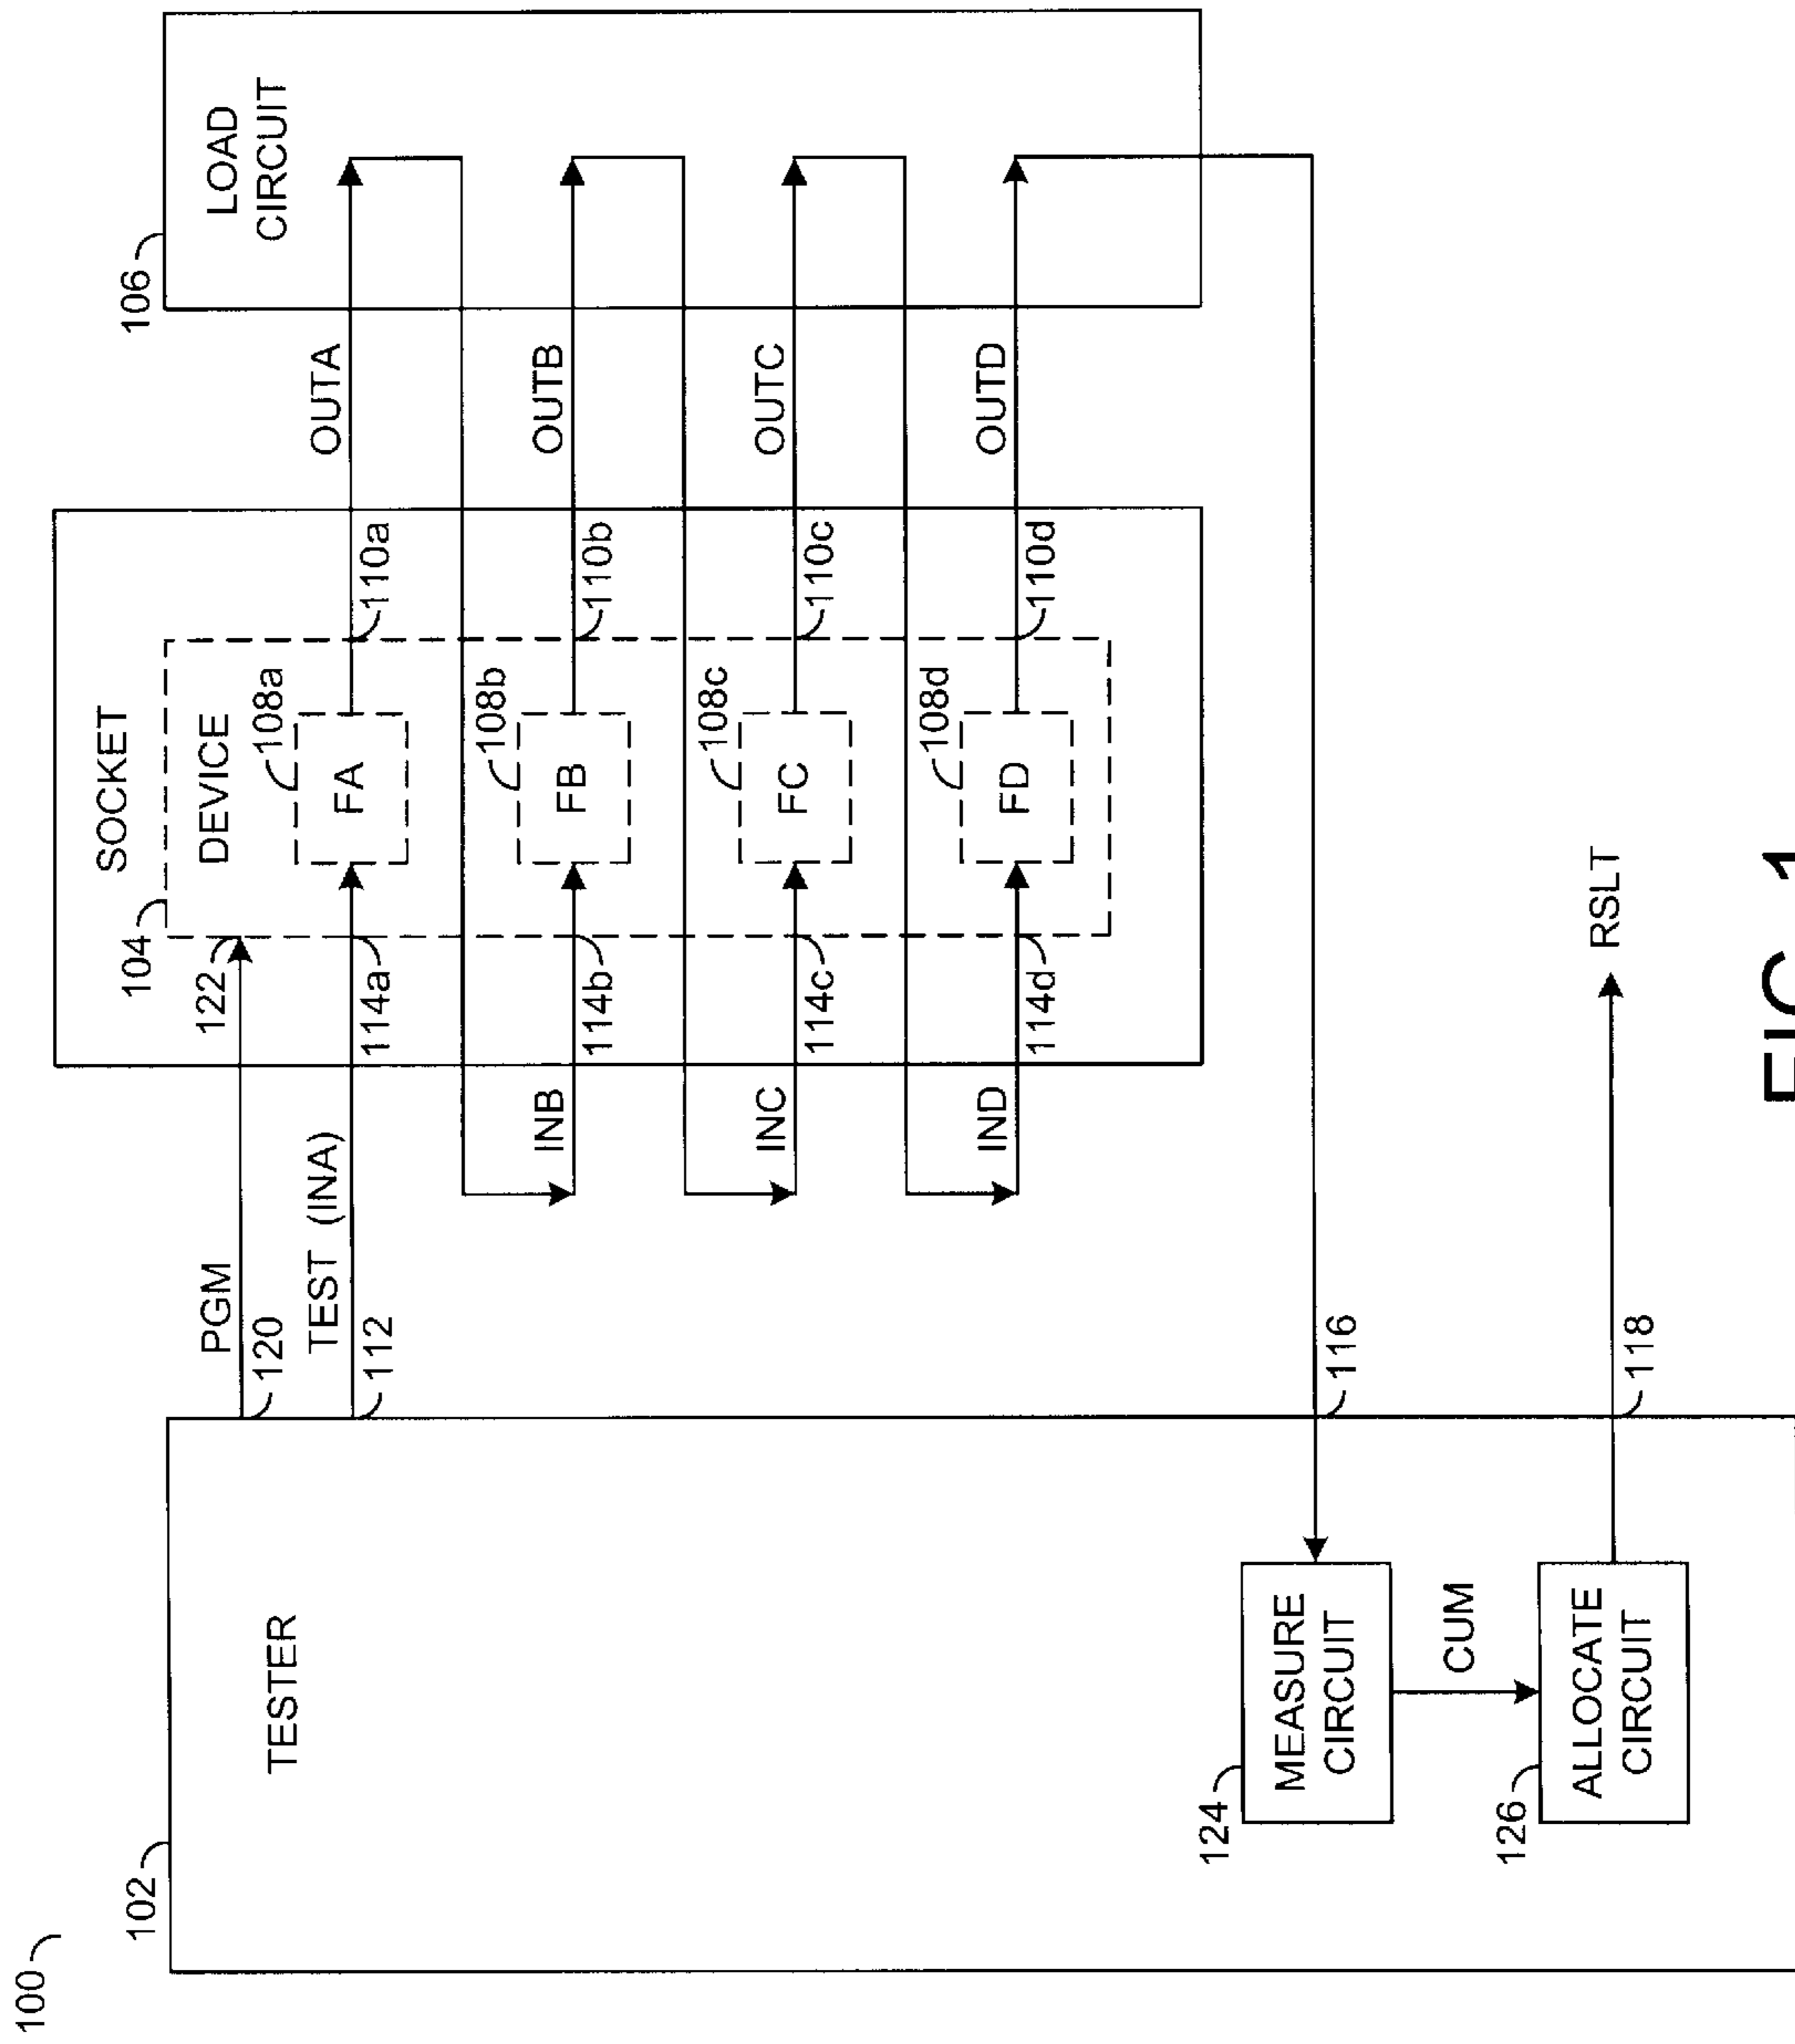 100
102
TESTER
124
MEASURE
CIRCUIT
CUM
126
ALLOCATE
CIRCUIT
PGM
120
TEST (INA)
112
116
118
RSLT
SOCKET
104
122
DEVICE
114a
108a
FA
110a
OUTA
INB
114b
108b
FB
110b
OUTB
INC
114c
108c
FC
110c
OUTC
IND
114d
108d
FD
110d
OUTD
106
LOAD
CIRCUIT
FIG. 1